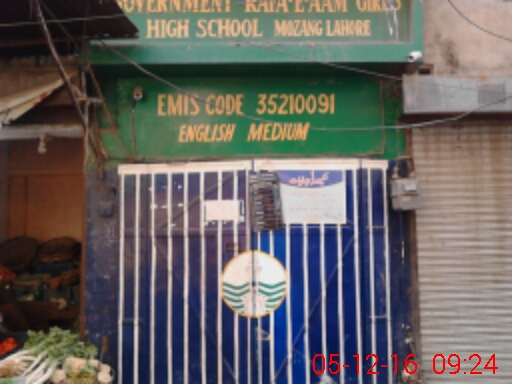 GOVERNMENT RAFA-E-AAM GIRLS
HIGH SCHOOL MOZANG LAHORE
EMIS CODE 35210091
ENGLISH MEDIUM
05-12-16 09:24